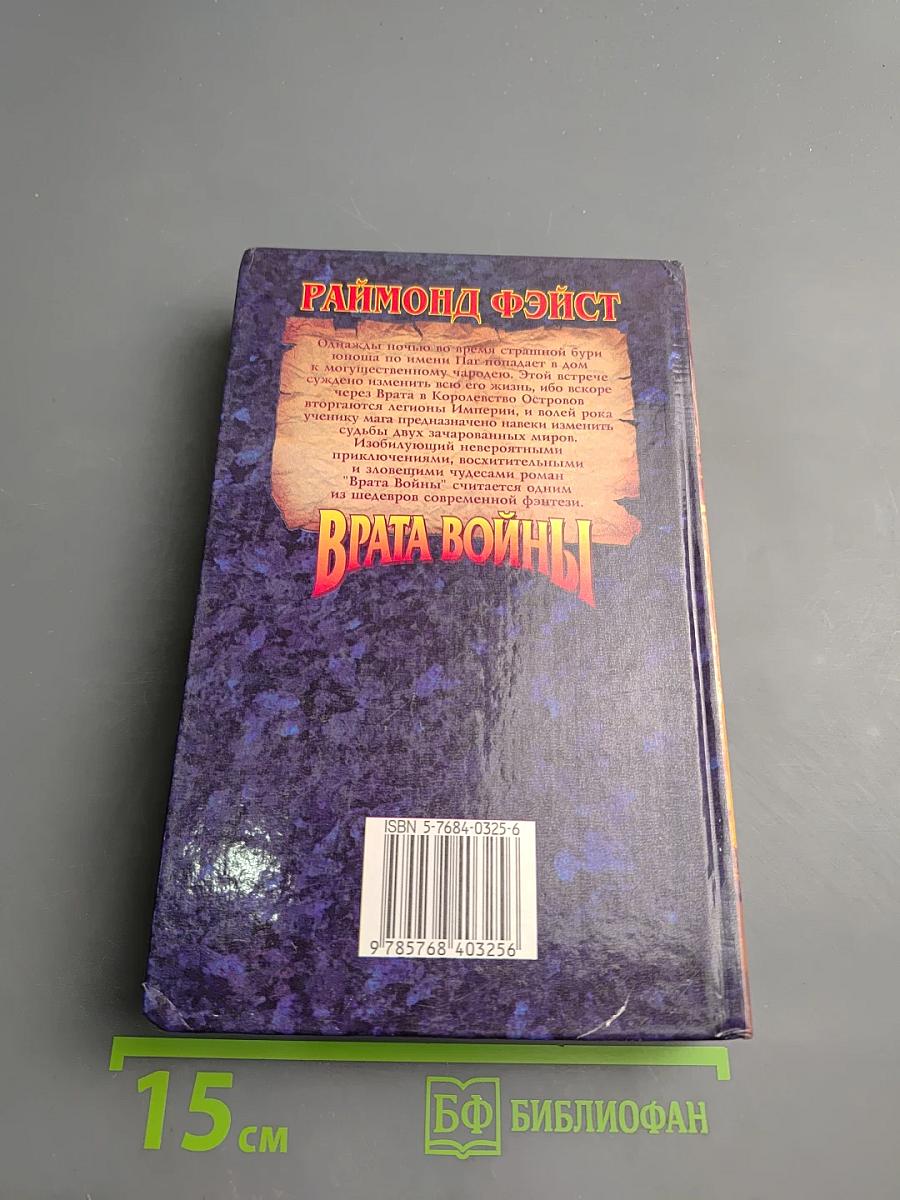 РАЙМОНД ФЭЙСТ
Однажды ночью во время страшной бури
юноша по имени Паг попадает в дом
к могущественному чародею. Этой встрече
суждено изменить всю его жизнь, ибо вскоре
через Врата в Королевство Островов
вторгаются легионы Империи, и волей рока
ученику мага предназначено навеки изменить
судьбы двух зачарованных миров.
Изобилующий невероятными
приключениями, восхитительными
и зловещими чудесами роман
"Врата Войны" считается одним
из шедевров современной фэнтези.
ВРАТА ВОЙНЫ
ISBN 5-7684-0325-6
9 785768 403256
15 см
БФ БИБЛИОФАН